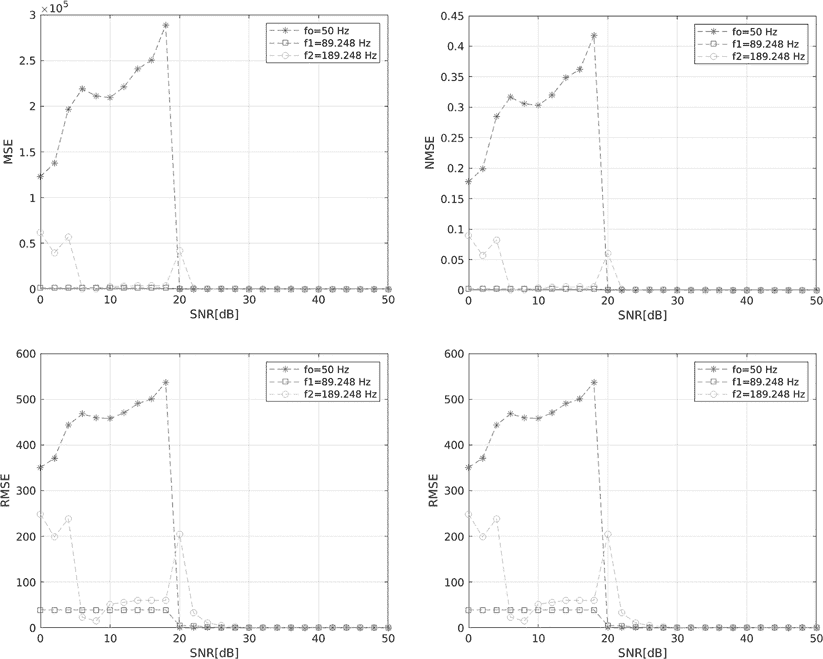 3 ×10⁵
2.5
2
1.5
1
0.5
0
MSE
0 10 20 30 40 50
SNR[dB]
fo=50 Hz
f1=89.248 Hz
f2=189.248 Hz
0.45
0.4
0.35
0.3
0.25
0.2
0.15
0.1
0.05
0
NMSE
0 10 20 30 40 50
SNR[dB]
fo=50 Hz
f1=89.248 Hz
f2=189.248 Hz
600
500
400
300
200
100
0
RMSE
0 10 20 30 40 50
SNR[dB]
fo=50 Hz
f1=89.248 Hz
f2=189.248 Hz
600
500
400
300
200
100
0
RMSE
0 10 20 30 40 50
SNR[dB]
fo=50 Hz
f1=89.248 Hz
f2=189.248 Hz